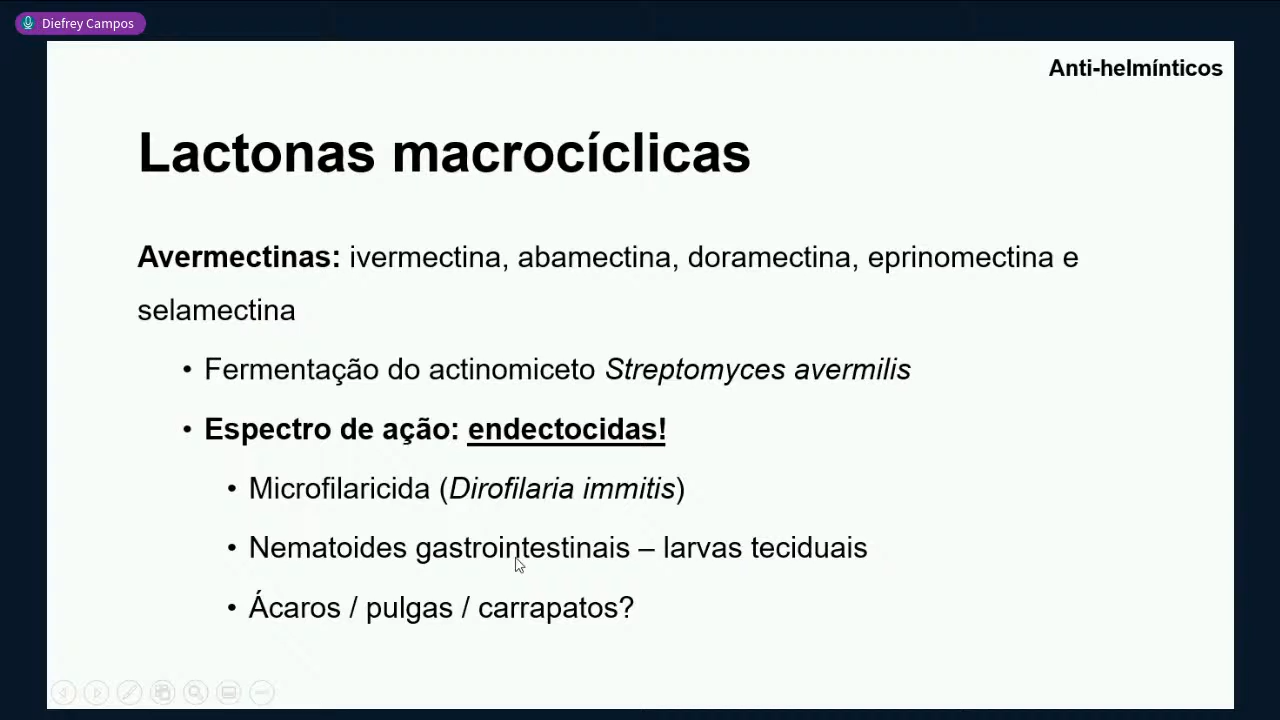 Diefrey Campos
Anti-helmínticos
Lactonas macrocíclicas
Avermectinas: ivermectina, abamectina, doramectina, eprinomectina e
selamectina
• Fermentação do actinomiceto Streptomyces avermilis
• Espectro de ação: endectocidas!
• Microfilaricida (Dirofilaria immitis)
• Nematoides gastrointestinais – larvas teciduais
• Ácaros / pulgas / carrapatos?